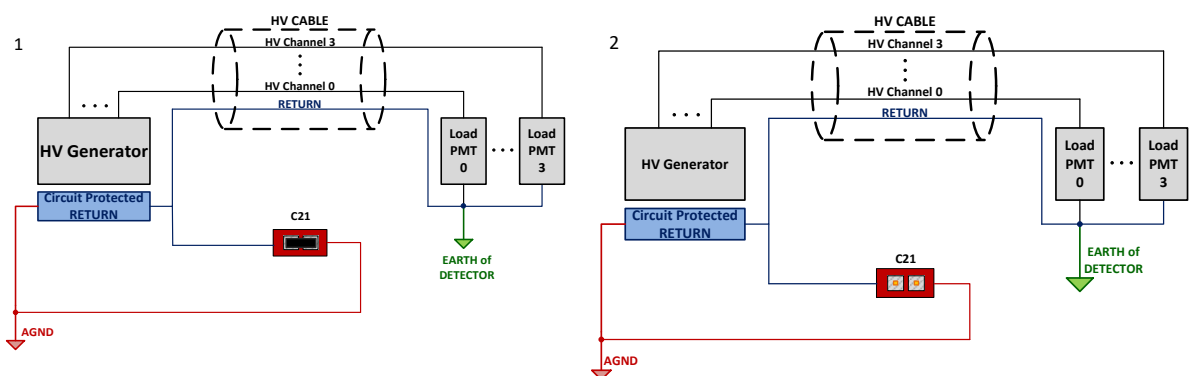 1
HV CABLE
HV Channel 3
HV Channel 0
RETURN
HV Generator
Load
PMT
0
Load
PMT
3
Circuit Protected
RETURN
C21
EARTH of
DETECTOR
AGND
2
HV CABLE
HV Channel 3
HV Channel 0
RETURN
HV Generator
Load
PMT
0
Load
PMT
3
Circuit Protected
RETURN
C21
EARTH of
DETECTOR
AGND